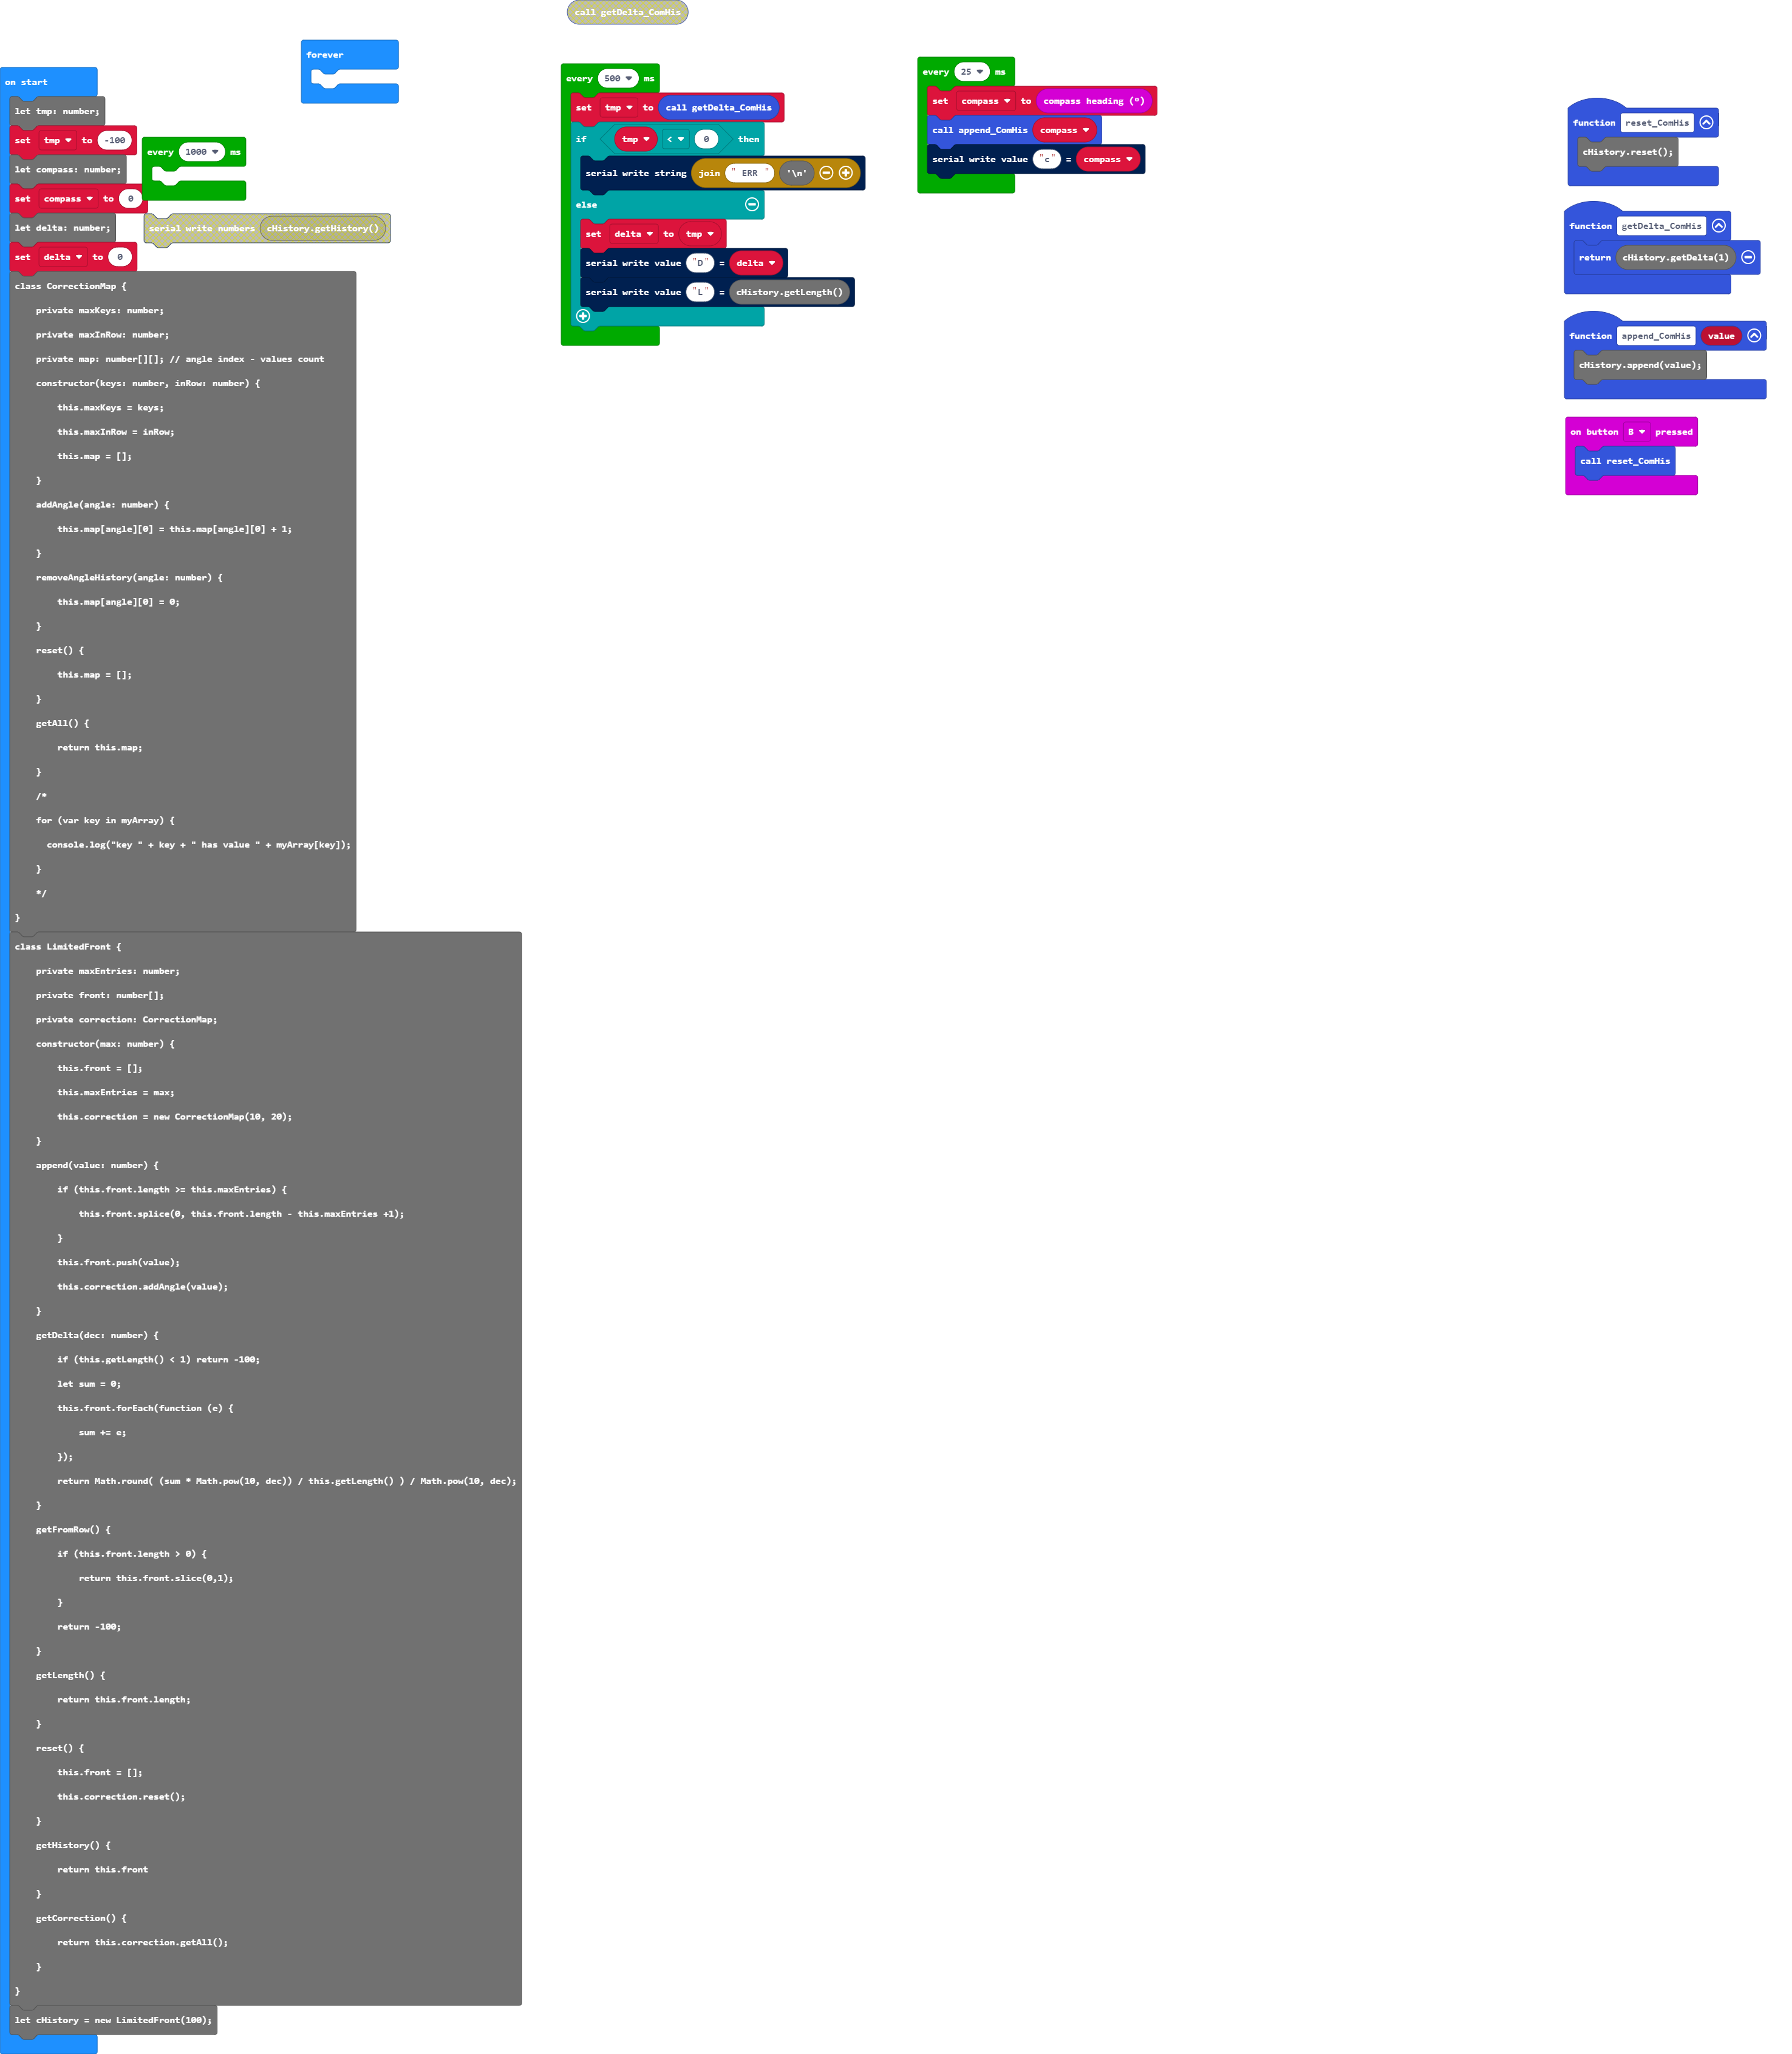 call getDelta_ComHis
forever
on start
let tmp: number;
set tmp to -100
let compass: number;
set compass to 0
let delta: number;
set delta to 0
class CorrectionMap {
private maxKeys: number;
private maxInRow: number;
private map: number[][]; // angle index - values count
constructor(keys: number, inRow: number) {
this.maxKeys = keys;
this.maxInRow = inRow;
this.map = [];
}
addAngle(angle: number) {
this.map[angle][0] = this.map[angle][0] + 1;
}
removeAngleHistory(angle: number) {
this.map[angle][0] = 0;
}
reset() {
this.map = [];
}
getAll() {
return this.map;
}
/*
for (var key in myArray) {
console.log("key " + key + " has value " + myArray[key]);
}
*/
}
class LimitedFront {
private maxEntries: number;
private front: number[];
private correction: CorrectionMap;
constructor(max: number) {
this.front = [];
this.maxEntries = max;
this.correction = new CorrectionMap(10, 20);
}
append(value: number) {
if (this.front.length >= this.maxEntries) {
this.front.splice(0, this.front.length - this.maxEntries +1);
}
this.front.push(value);
this.correction.addAngle(value);
}
getDelta(dec: number) {
if (this.getLength() < 1) return -100;
let sum = 0;
this.front.forEach(function (e) {
sum += e;
});
return Math.round( (sum * Math.pow(10, dec)) / this.getLength() ) / Math.pow(10, dec);
}
getFromRow() {
if (this.front.length > 0) {
return this.front.slice(0,1);
}
return -100;
}
getLength() {
return this.front.length;
}
reset() {
this.front = [];
this.correction.reset();
}
getHistory() {
return this.front
}
getCorrection() {
return this.correction.getAll();
}
}
let cHistory = new LimitedFront(100);
every 1000 ms
serial write numbers cHistory.getHistory()
every 500 ms
set tmp to call getDelta_ComHis
if tmp < 0 then
serial write string join " ERR " '\n'
else
set delta to tmp
serial write value "D" = delta
serial write value "L" = cHistory.getLength()
every 25 ms
set compass to compass heading (°)
call append_ComHis compass
serial write value "c" = compass
function reset_ComHis
cHistory.reset();
function getDelta_ComHis
return cHistory.getDelta(1)
function append_ComHis value
cHistory.append(value);
on button B pressed
call reset_ComHis